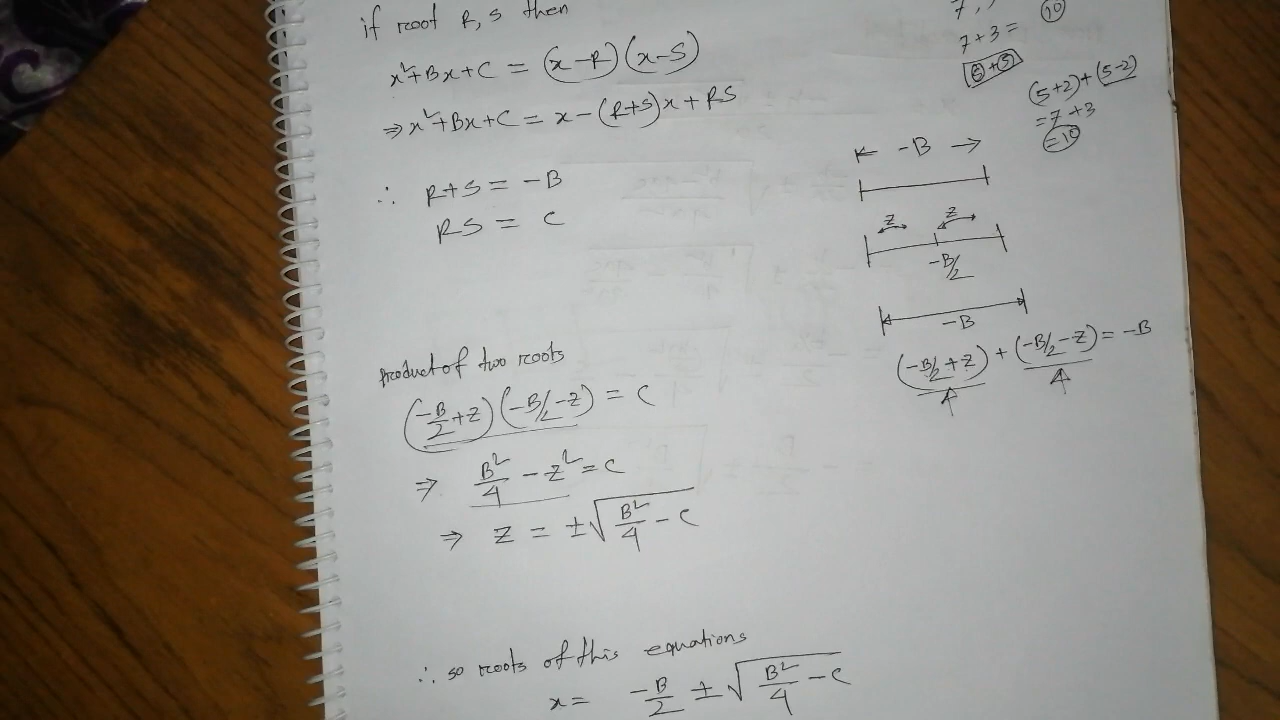 if root R, S then
x²+Bx+C = (x-R)(x-S)
⇒ x²+Bx+C = x-(R+S)x+RS
∴ R+S = -B
RS = C
product of two roots
(-B/2+z)(-B/2-z) = C
⇒ B²/4 - z² = C
⇒ z = ±√(B²/4 - C)
∴ so roots of this equations
x = -B/2 ± √(B²/4 - C)
10
7+3=
(5)+(5)
(5+2)+(5-2)
=7+3
=10
-B
z z
-B/2
-B
(-B/2+z)+(-B/2-z)=-B